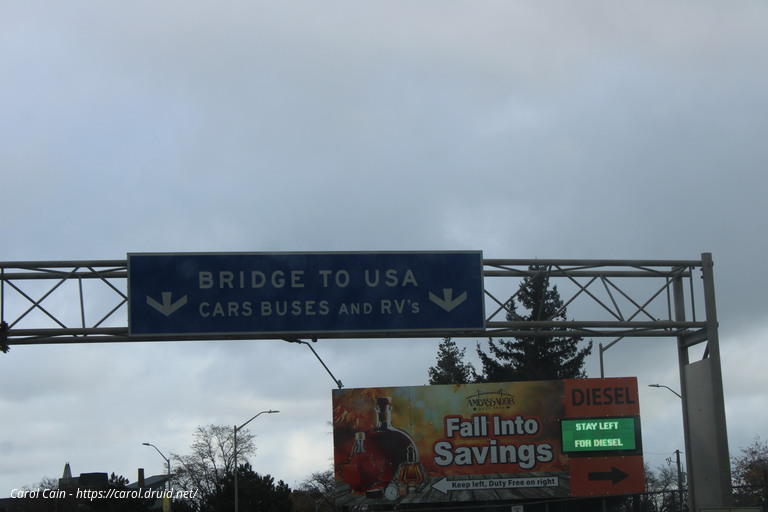 BRIDGE TO USA
CARS BUSES AND RV's
AMBASSADOR
DIESEL
Fall Into
Savings
STAY LEFT
FOR DIESEL
Keep left, Duty Free on right
Carol Cain - https://carol.druid.net/